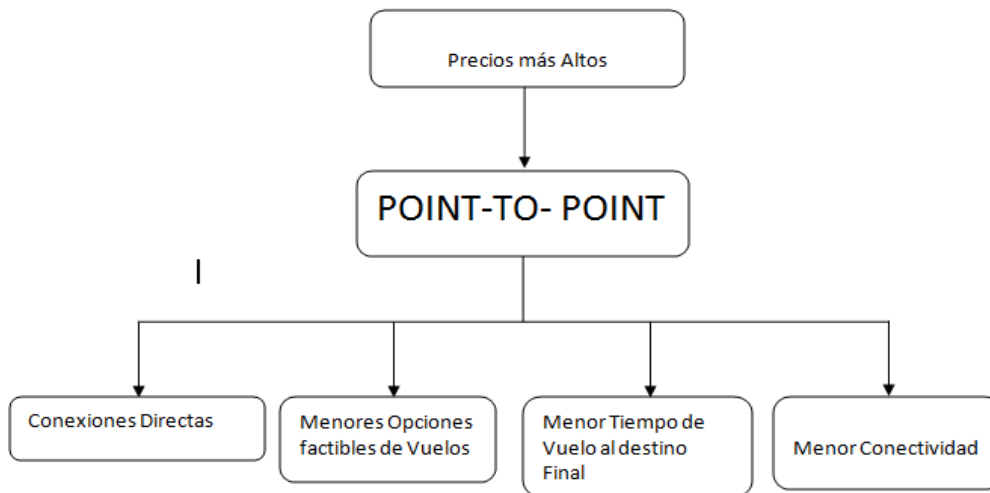 Precios más Altos
POINT-TO- POINT
Conexiones Directas
Menores Opciones
factibles de Vuelos
Menor Tiempo de
Vuelo al destino
Final
Menor Conectividad